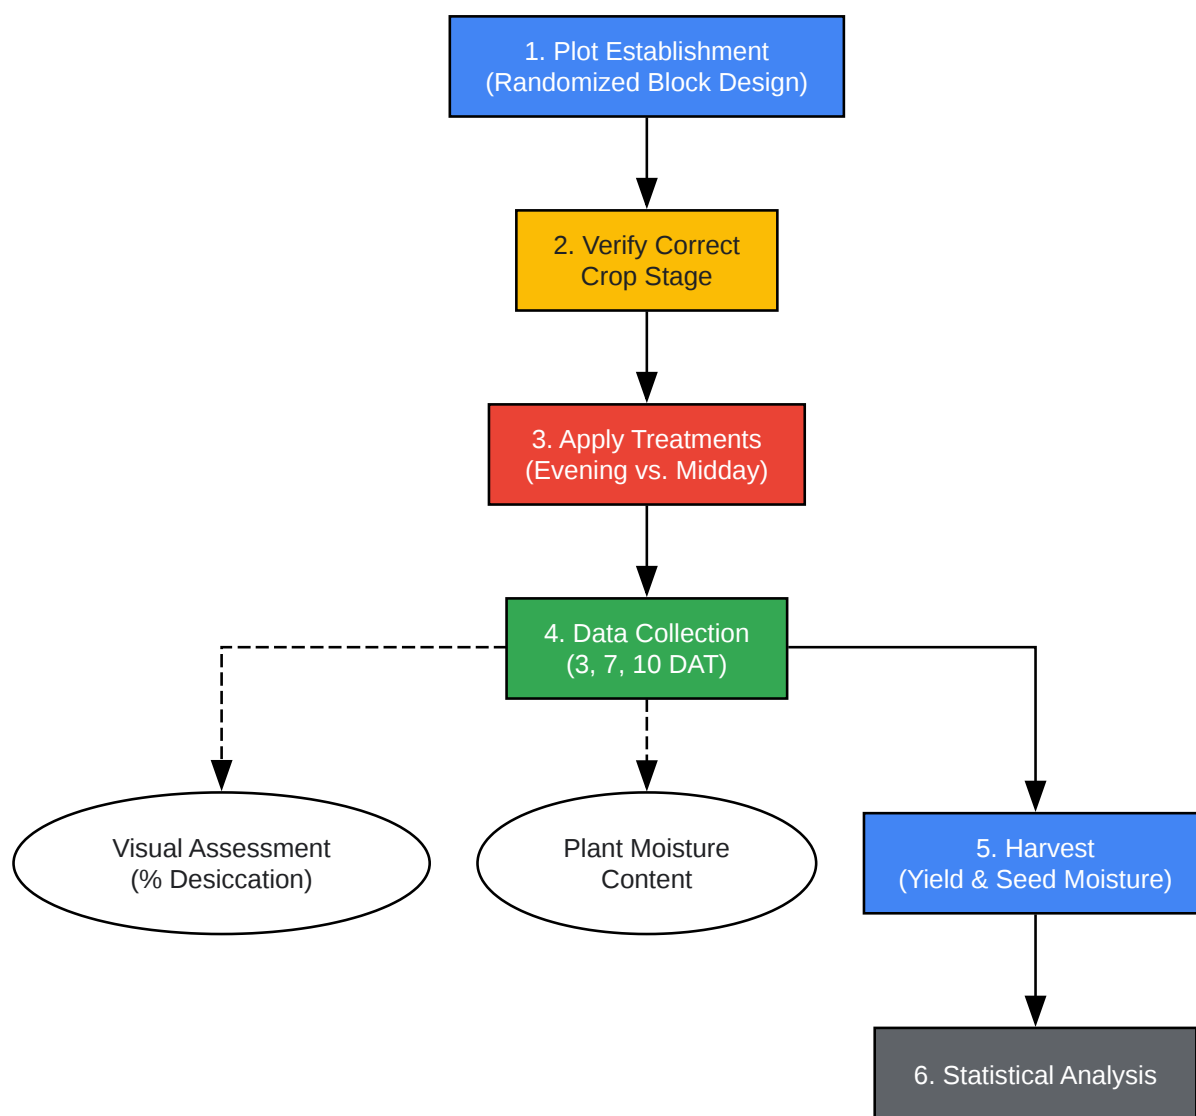 1. Plot Establishment
(Randomized Block Design)
2. Verify Correct
Crop Stage
3. Apply Treatments
(Evening vs. Midday)
4. Data Collection
(3, 7, 10 DAT)
Visual Assessment
(% Desiccation)
Plant Moisture
Content
5. Harvest
(Yield & Seed Moisture)
6. Statistical Analysis